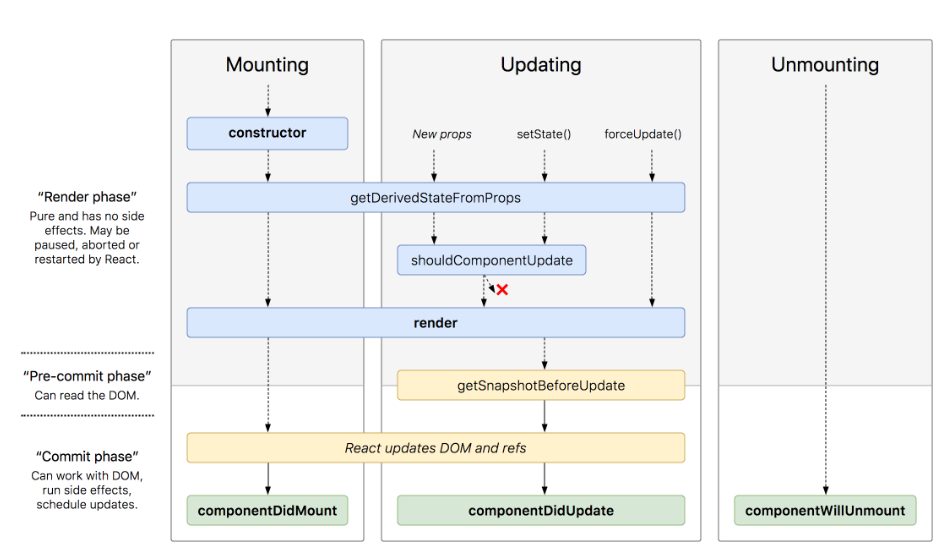 Mounting
Updating
Unmounting
constructor
New props
setState()
forceUpdate()
“Render phase”
Pure and has no side
effects. May be
paused, aborted or
restarted by React.
getDerivedStateFromProps
shouldComponentUpdate
render
“Pre-commit phase”
Can read the DOM.
getSnapshotBeforeUpdate
“Commit phase”
Can work with DOM,
run side effects,
schedule updates.
React updates DOM and refs
componentDidMount
componentDidUpdate
componentWillUnmount